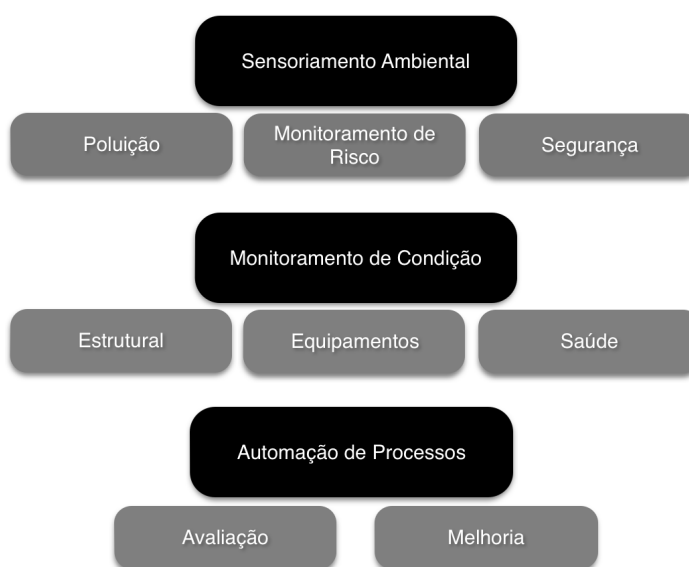 Sensoriamento Ambiental
Poluição
Monitoramento de
Risco
Segurança
Monitoramento de Condição
Estrutural
Equipamentos
Saúde
Automação de Processos
Avaliação
Melhoria